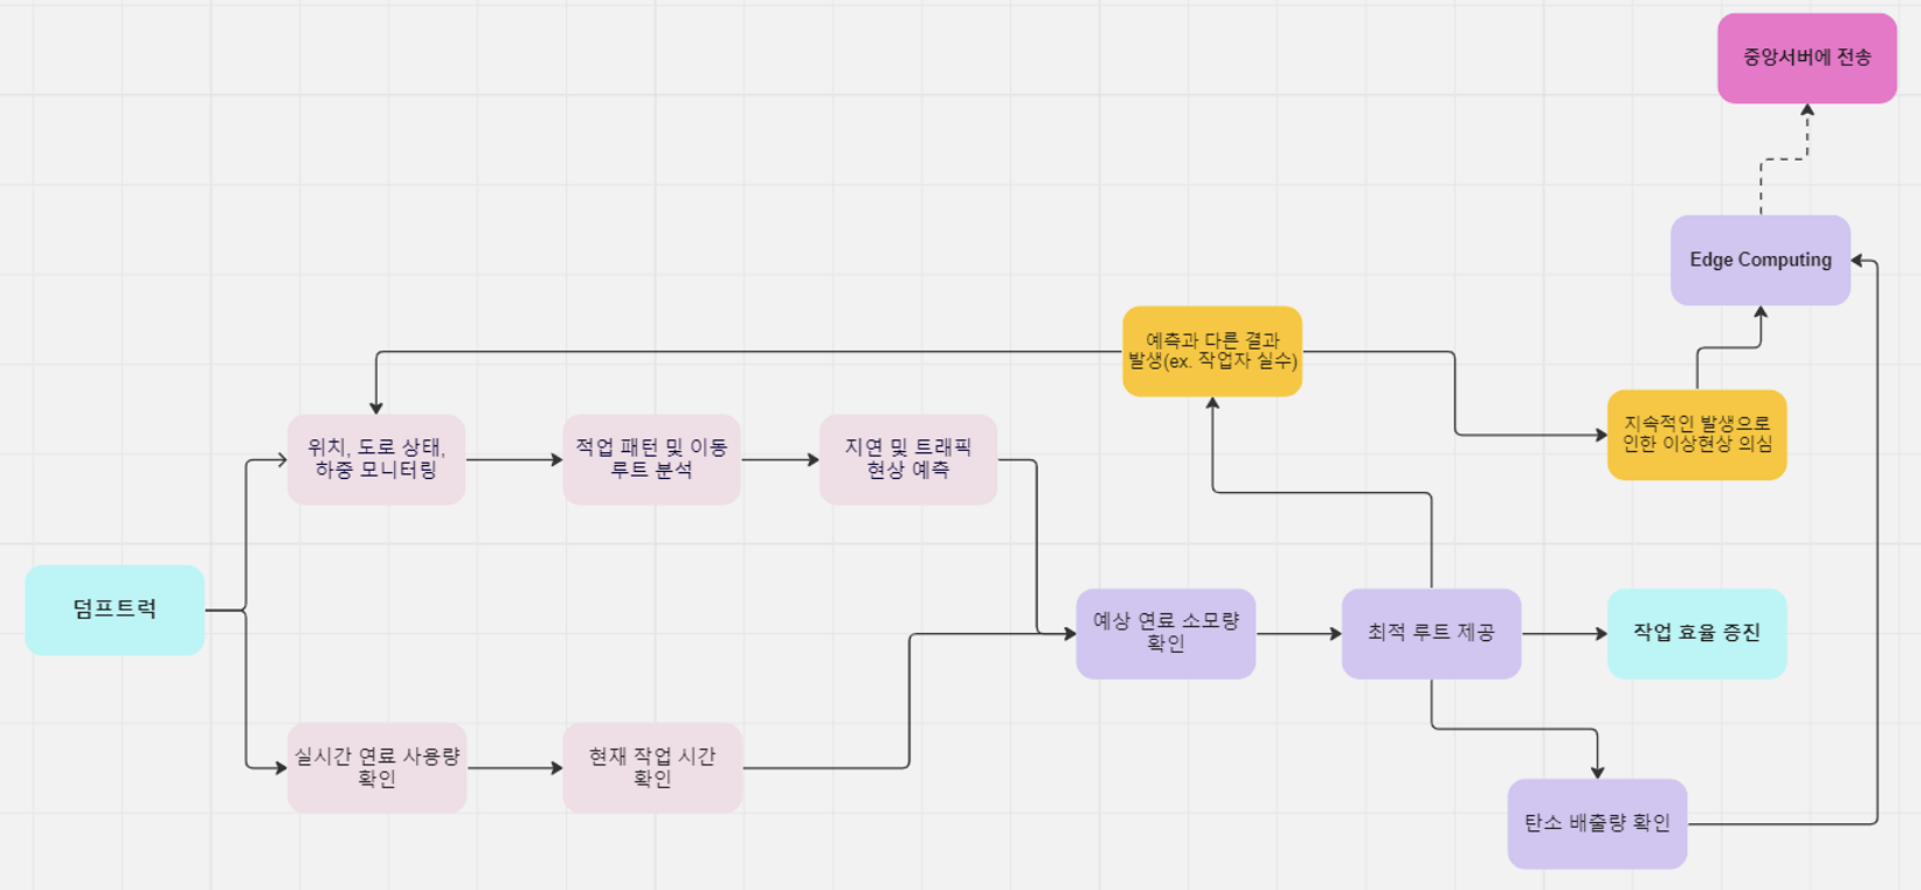 중앙서버에 전송
Edge Computing
예측과 다른 결과
발생(ex. 작업자 실수)
지속적인 발생으로
인한 이상현상 의심
위치, 도로 상태,
하중 모니터링
적업 패턴 및 이동
루트 분석
지연 및 트래픽
현상 예측
덤프트럭
예상 연료 소모량
확인
최적 루트 제공
작업 효율 증진
실시간 연료 사용량
확인
현재 작업 시간
확인
탄소 배출량 확인